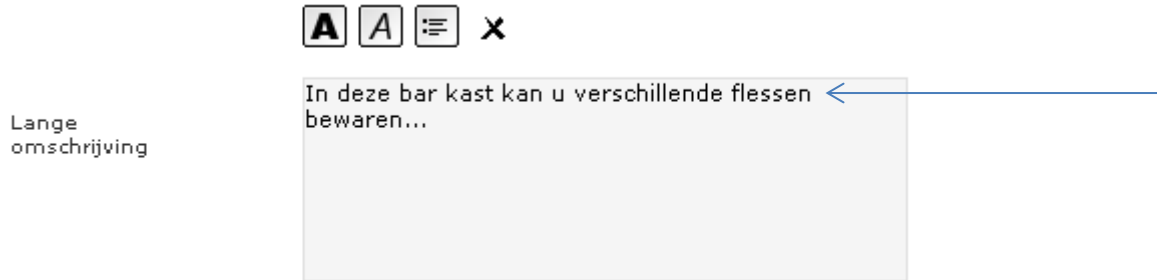 A A
Lange
omschrijving
In deze bar kast kan u verschillende flessen
bewaren...